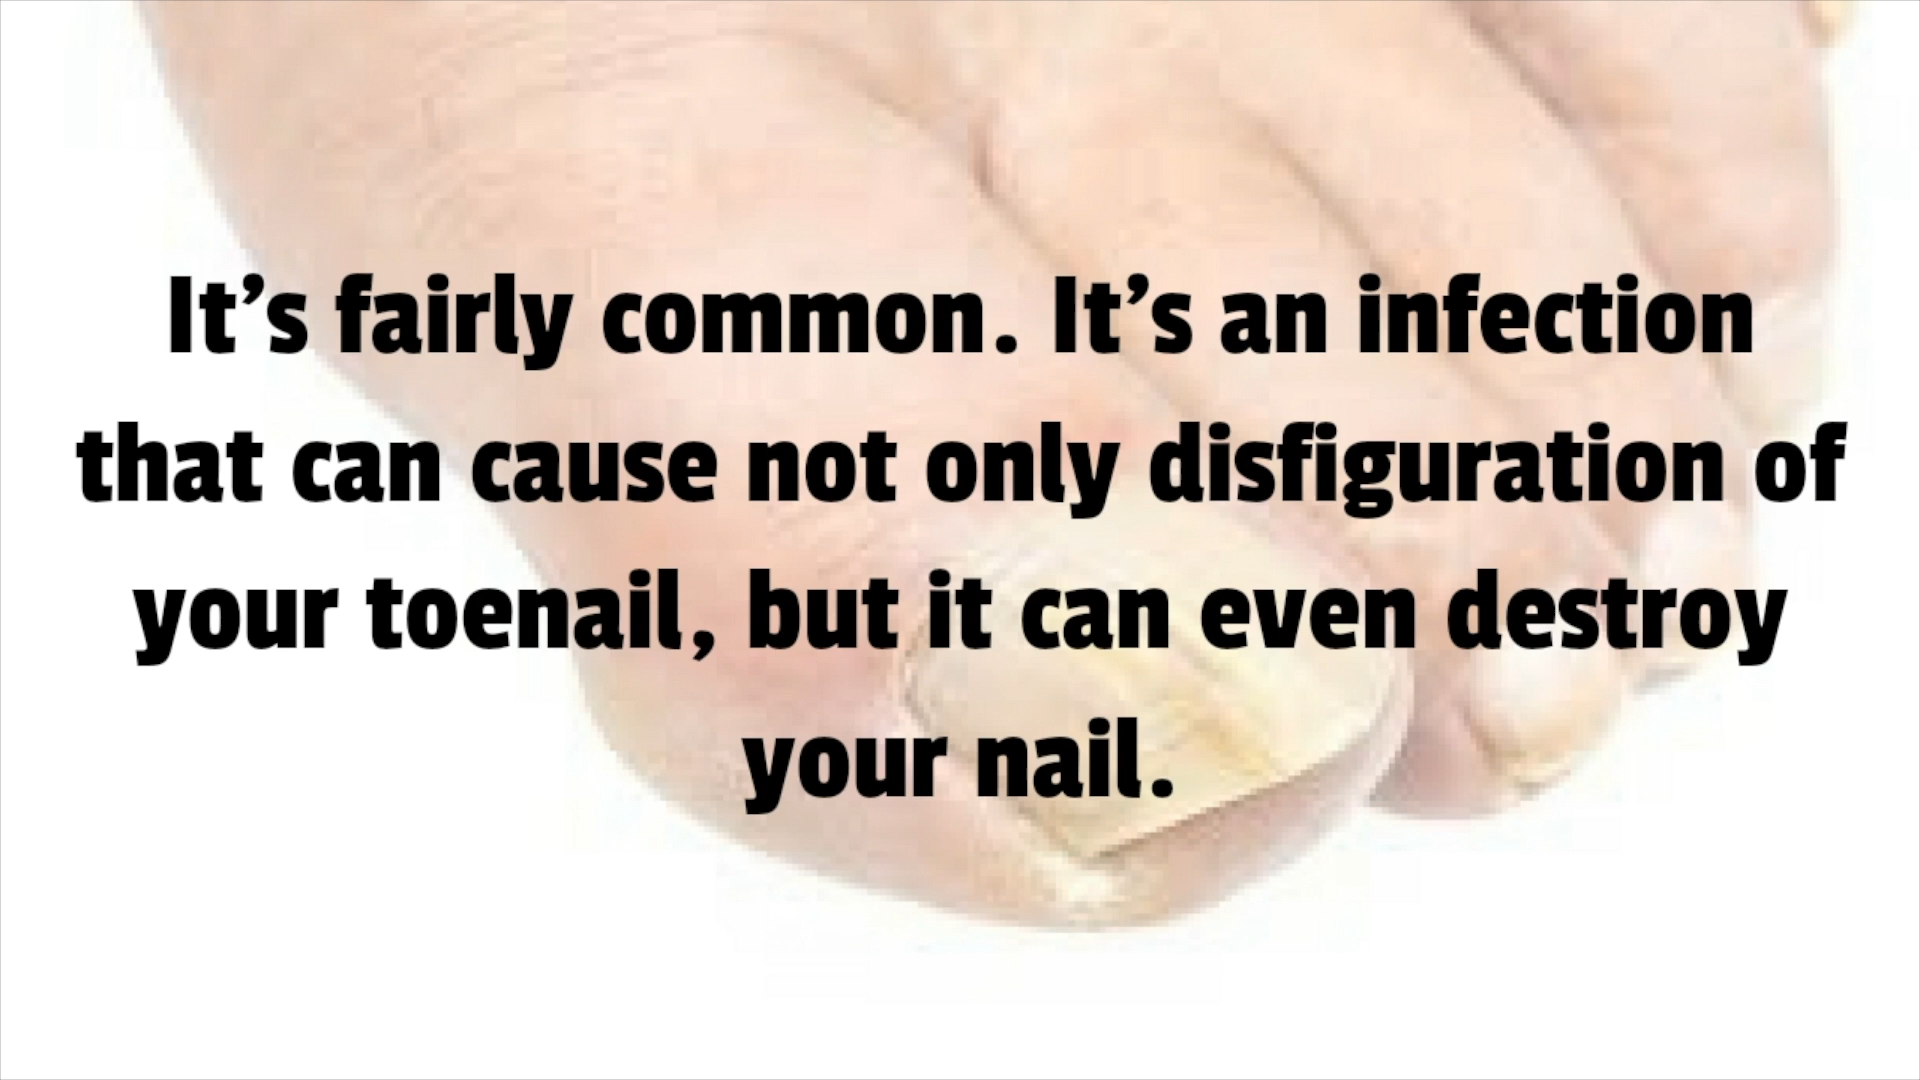 It’s fairly common. It’s an infection
that can cause not only disfiguration of
your toenail, but it can even destroy
your nail.